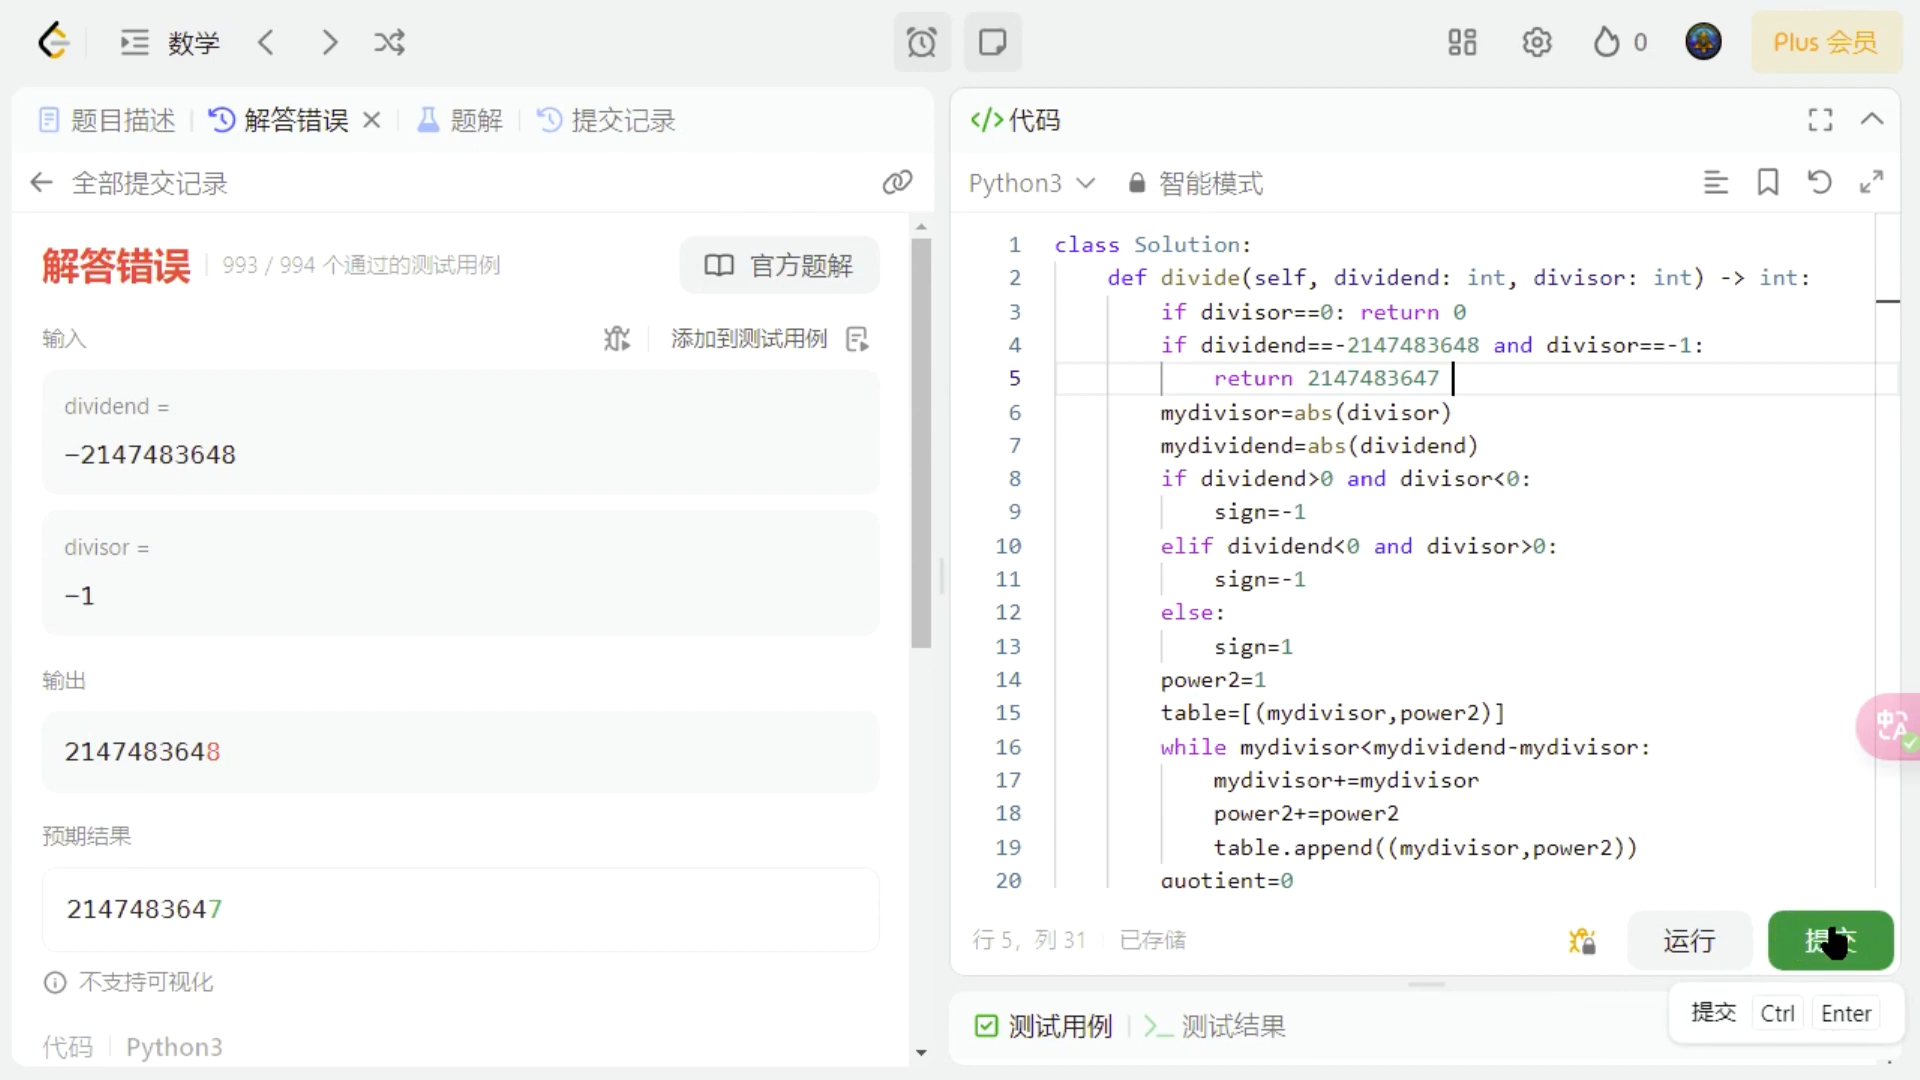 数学
0
Plus 会员
题目描述
解答错误
题解
提交记录
全部提交记录
解答错误
993 / 994 个通过的测试用例
官方题解
输入
添加到测试用例
dividend =
-2147483648
divisor =
-1
输出
2147483648
预期结果
2147483647
不支持可视化
代码
Python3
</>代码
Python3
智能模式
1 class Solution:
2 def divide(self, dividend: int, divisor: int) -> int:
3 if divisor==0: return 0
4 if dividend==-2147483648 and divisor==-1:
5 return 2147483647
6 mydivisor=abs(divisor)
7 mydividend=abs(dividend)
8 if dividend>0 and divisor<0:
9 sign=-1
10 elif dividend<0 and divisor>0:
11 sign=-1
12 else:
13 sign=1
14 power2=1
15 table=[(mydivisor,power2)]
16 while mydivisor<mydividend-mydivisor:
17 mydivisor+=mydivisor
18 power2+=power2
19 table.append((mydivisor,power2))
20 quotient=0
行 5, 列 31
已存储
运行
提交
提交 Ctrl Enter
测试用例
测试结果
中A